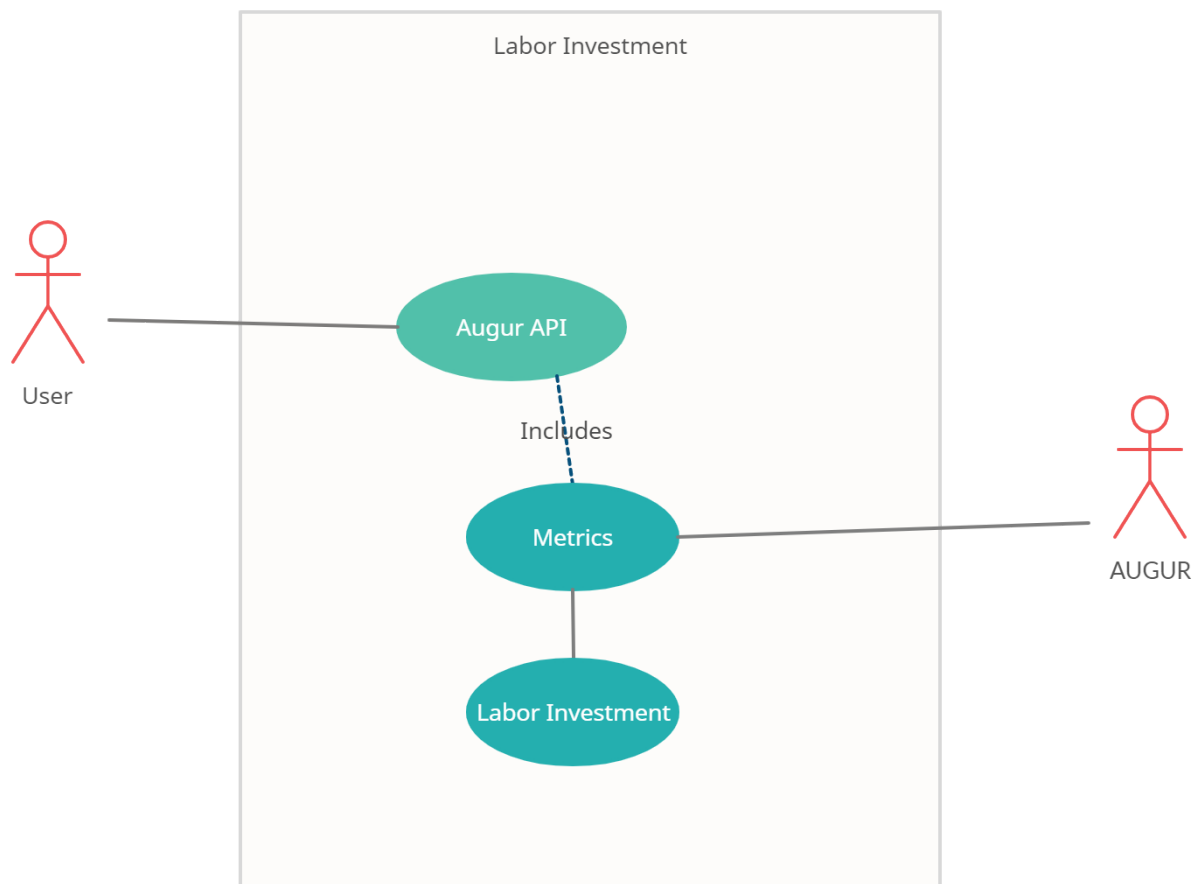 Labor Investment
User
Augur API
Includes
Metrics
AUGUR
Labor Investment